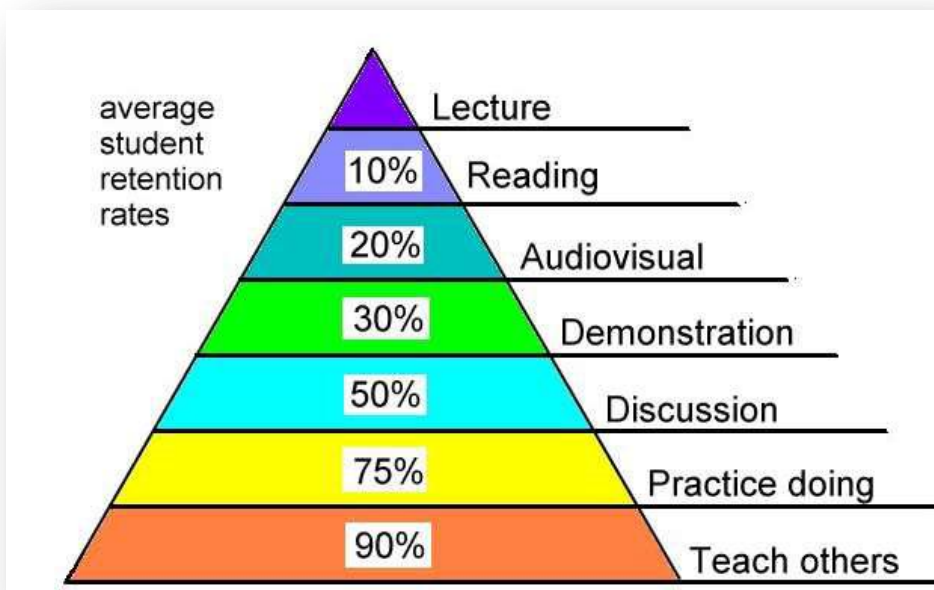 Lecture
average
student
retention
rates
10% Reading
20% Audiovisual
30% Demonstration
50% Discussion
75% Practice doing
90% Teach others